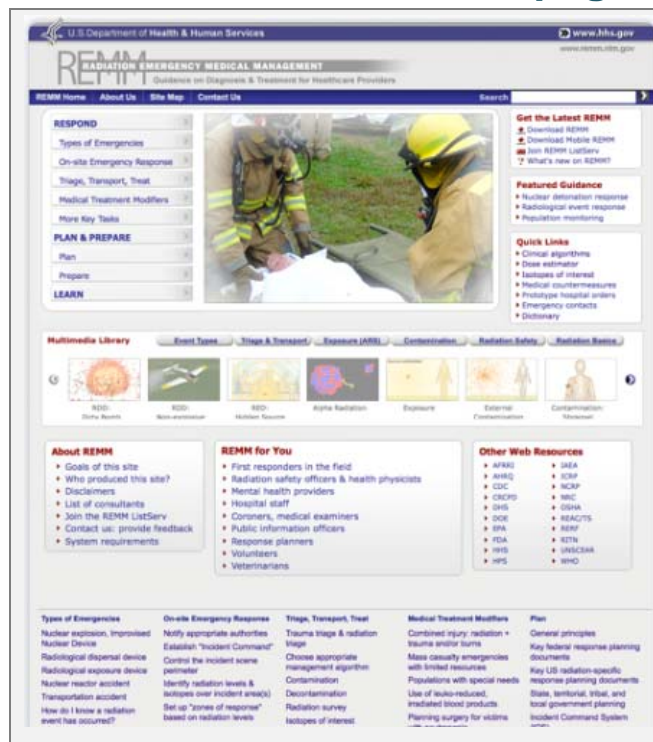 U.S. Department of Health & Human Services
www.hhs.gov
REMM
RADIATION EMERGENCY MEDICAL MANAGEMENT
Guidance on Diagnosis & Treatment for Healthcare Providers
www.remm.nlm.gov
REMM Home
About Us
Site Map
Contact Us
Search
RESPOND
Types of Emergencies
On-site Emergency Response
Triage, Transport, Treat
Medical Treatment Modifiers
More Key Tasks
PLAN & PREPARE
Plan
Prepare
LEARN
Get the Latest REMM
Download REMM
Download Mobile REMM
Join REMM ListServ
What's new on REMM?
Featured Guidance
Nuclear detonation response
Radiological event response
Population monitoring
Quick Links
Clinical algorithms
Dose estimator
Isotopes of interest
Medical countermeasures
Prototype hospital orders
Emergency contacts
Dictionary
Multimedia Library
Event Types
Triage & Transport
Exposure (ARS)
Contamination
Radiation Safety
Radiation Basics
RDD:
RDD:
RED:
Alpha Radiation
Exposure
External
Contamination:
About REMM
Goals of this site
Who produced this site?
Disclaimers
List of consultants
Join the REMM ListServ
Contact us: provide feedback
System requirements
REMM for You
First responders in the field
Radiation safety officers & health physicists
Mental health providers
Hospital staff
Coroners, medical examiners
Public information officers
Response planners
Volunteers
Veterinarians
Other Web Resources
AFRRI
AHRQ
CDC
CRCPD
DHS
DOE
EPA
FDA
HHS
HPS
IAEA
ICRP
NCRP
NRC
OSHA
REAC/TS
RERF
RITN
UNSCEAR
WHO
Types of Emergencies
Nuclear explosion, Improvised
Nuclear Device
Radiological dispersal device
Radiological exposure device
Nuclear reactor accident
Transportation accident
How do I know a radiation
event has occurred?
On-site Emergency Response
Notify appropriate authorities
Establish "Incident Command"
Control the incident scene
perimeter
Identify radiation levels &
isotopes over incident area(s)
Set up "zones of response"
based on radiation levels
Triage, Transport, Treat
Trauma triage & radiation
triage
Choose appropriate
management algorithm
Contamination
Decontamination
Radiation survey
Isotopes of interest
Medical Treatment Modifiers
Combined injury: radiation +
trauma and/or burns
Mass casualty emergencies
with limited resources
Populations with special needs
Use of leuko-reduced,
irradiated blood products
Planning surgery for victims
Plan
General principles
Key federal response planning
documents
Key US radiation-specific
response planning documents
State, territorial, tribal, and
local government planning
Incident Command System